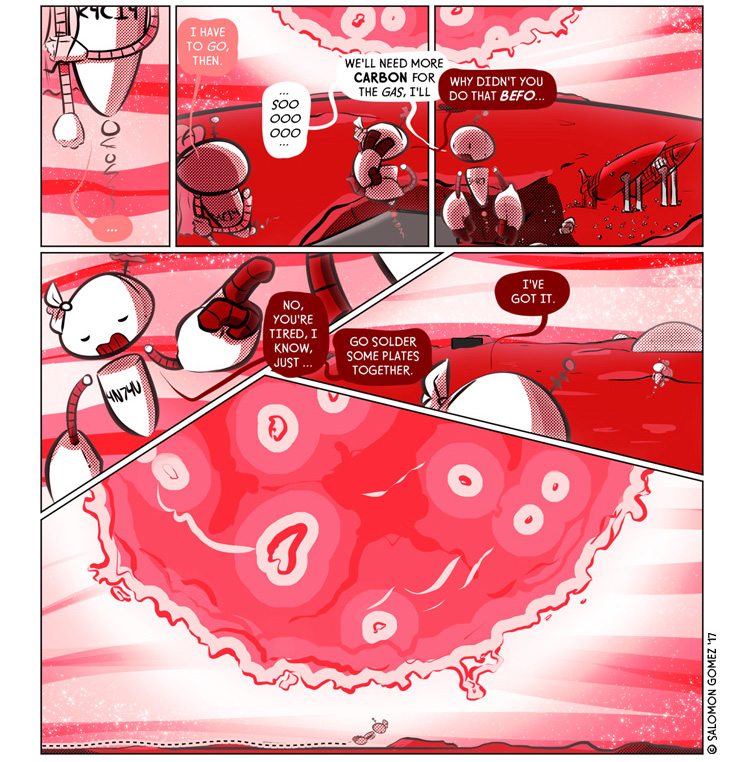 I HAVE
TO GO,
THEN.
...
...
SOO
OOO
OOO
...
WE'LL NEED MORE
CARBON FOR
THE GAS, I'LL
WHY DIDN'T YOU
DO THAT BEFO...
NO,
YOU'RE
TIRED, I
KNOW,
JUST ...
4N74U
GO SOLDER
SOME PLATES
TOGETHER.
I'VE
GOT IT.
© SALOMON GOMEZ '17